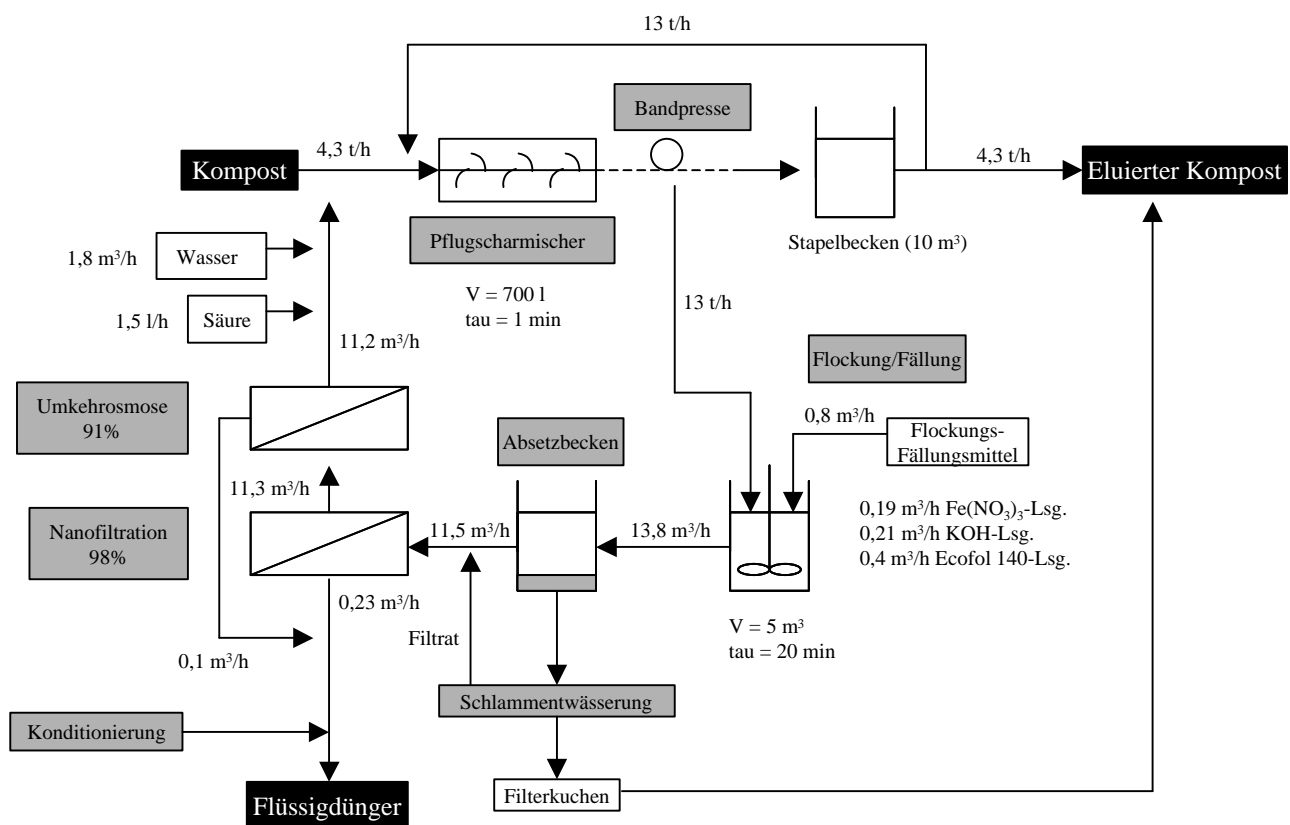 13 t/h
Bandpresse
Kompost
4,3 t/h
4,3 t/h
Eluierter Kompost
Pflugscharmischer
Stapelbecken (10 m³)
V = 700 l
tau = 1 min
1,8 m³/h
Wasser
1,5 l/h
Säure
11,2 m³/h
13 t/h
Flockung/Fällung
Umkehrosmose
91%
0,8 m³/h
Flockungs-
Fällungsmittel
Absetzbecken
11,3 m³/h
Nanofiltration
98%
11,5 m³/h
13,8 m³/h
0,19 m³/h Fe(NO₃)₃-Lsg.
0,21 m³/h KOH-Lsg.
0,4 m³/h Ecofol 140-Lsg.
0,23 m³/h
Filtrat
V = 5 m³
tau = 20 min
0,1 m³/h
Schlammentwässerung
Konditionierung
Filterkuchen
Flüssigdünger